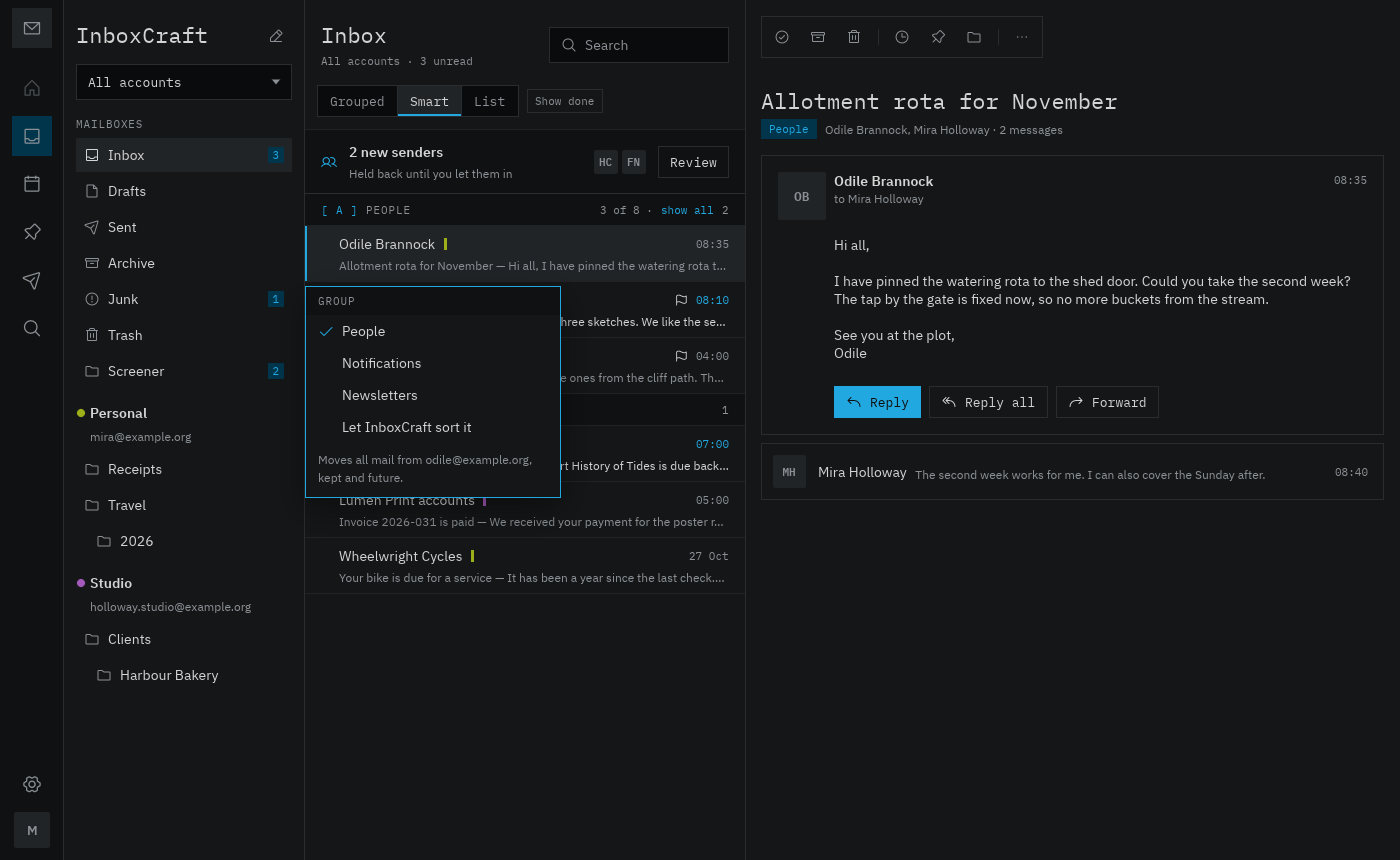 InboxCraft
All accounts
MAILBOXES
Inbox 3
Drafts
Sent
Archive
Junk 1
Trash
Screener 2
Personal
mira@example.org
Receipts
Travel
2026
Studio
holloway.studio@example.org
Clients
Harbour Bakery
M
Inbox
All accounts · 3 unread
Search
Grouped Smart List Show done
2 new senders
Held back until you let them in
HC FN Review
[ A ] PEOPLE 3 of 8 · show all 2
Odile Brannock 08:35
Allotment rota for November — Hi all, I have pinned the watering rota t…
08:10
hree sketches. We like the se…
04:00
e ones from the cliff path. Th…
1
07:00
rt History of Tides is due back…
GROUP
People
Notifications
Newsletters
Let InboxCraft sort it
Moves all mail from odile@example.org,
kept and future.
Lumen Print accounts 05:00
Invoice 2026-031 is paid — We received your payment for the poster r…
Wheelwright Cycles 27 Oct
Your bike is due for a service — It has been a year since the last check.…
Allotment rota for November
People Odile Brannock, Mira Holloway · 2 messages
OB
Odile Brannock 08:35
to Mira Holloway
Hi all,
I have pinned the watering rota to the shed door. Could you take the second week?
The tap by the gate is fixed now, so no more buckets from the stream.
See you at the plot,
Odile
Reply Reply all Forward
MH Mira Holloway The second week works for me. I can also cover the Sunday after. 08:40